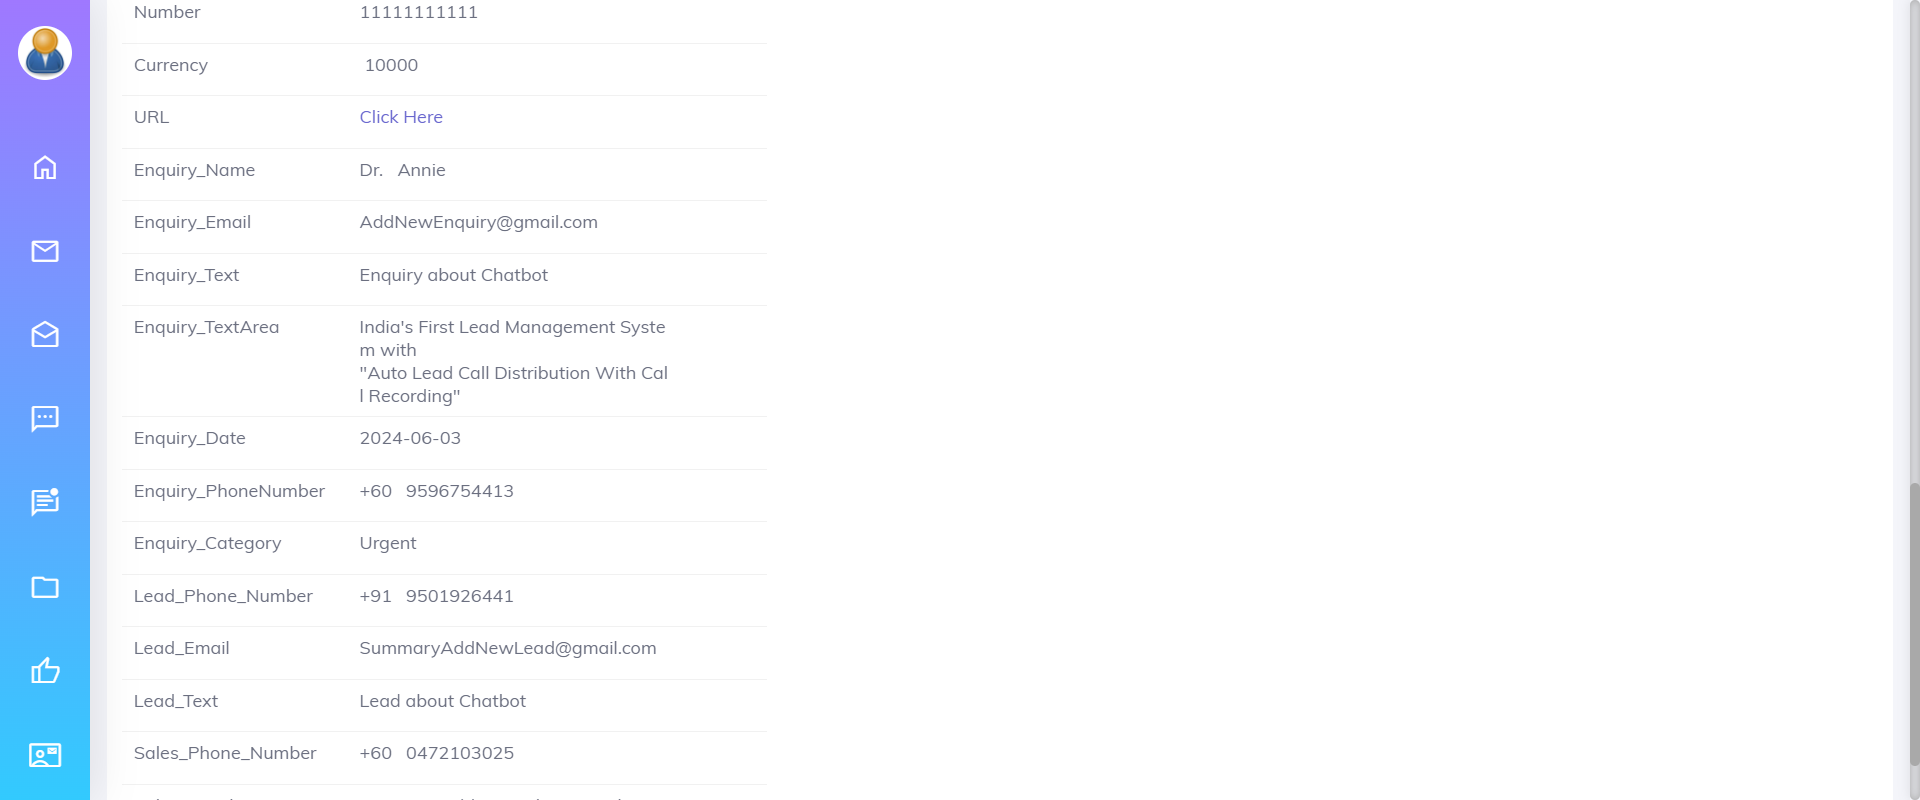 Number 11111111111
Currency 10000
URL Click Here
Enquiry_Name Dr. Annie
Enquiry_Email AddNewEnquiry@gmail.com
Enquiry_Text Enquiry about Chatbot
Enquiry_TextArea India's First Lead Management Syste
m with
"Auto Lead Call Distribution With Cal
l Recording"
Enquiry_Date 2024-06-03
Enquiry_PhoneNumber +60 9596754413
Enquiry_Category Urgent
Lead_Phone_Number +91 9501926441
Lead_Email SummaryAddNewLead@gmail.com
Lead_Text Lead about Chatbot
Sales_Phone_Number +60 0472103025